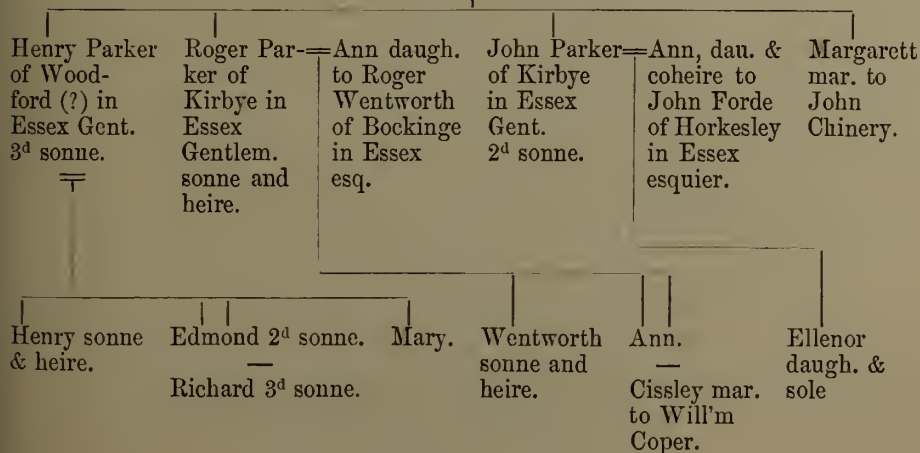 Henry Parker
of Wood-
ford (?) in
Essex Gent.
3d sonne.
Roger Par-
ker of
Kirbye in
Essex
Gentlem.
sonne and
heire.
Ann daugh.
to Roger
Wentworth
of Bockinge
in Essex
esq.
John Parker
of Kirbye
in Essex
Gent.
2d sonne.
Ann, dau. &
coheire to
John Forde
of Horkesley
in Essex
esquier.
Margarett
mar. to
John
Chinery.
Henry sonne
& heire.
Edmond 2d sonne.
Richard 3d sonne.
Mary.
Wentworth
sonne and
heire.
Ann.
Cissley mar.
to Will'm
Coper.
Ellenor
daugh. &
sole